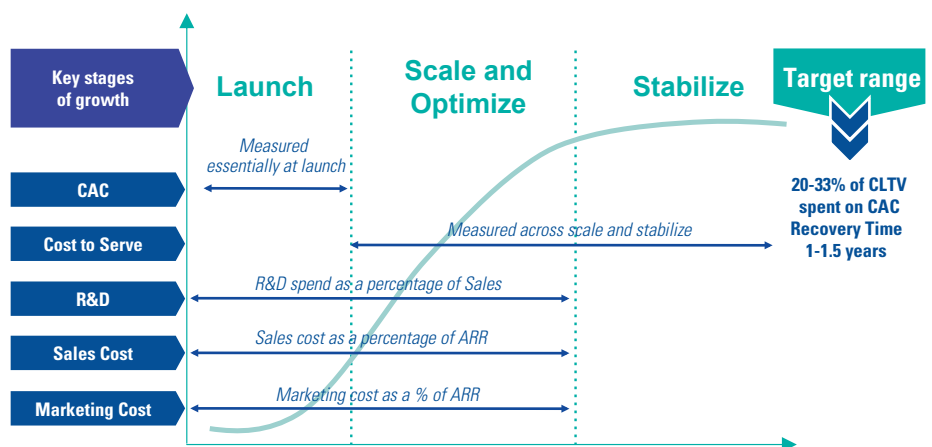 Key stages
of growth
Launch
Scale and
Optimize
Stabilize
Target range
Measured
essentially at launch
CAC
20-33% of CLTV
spent on CAC
Recovery Time
1-1.5 years
Cost to Serve
Measured across scale and stabilize
R&D
R&D spend as a percentage of Sales
Sales Cost
Sales cost as a percentage of ARR
Marketing Cost
Marketing cost as a % of ARR